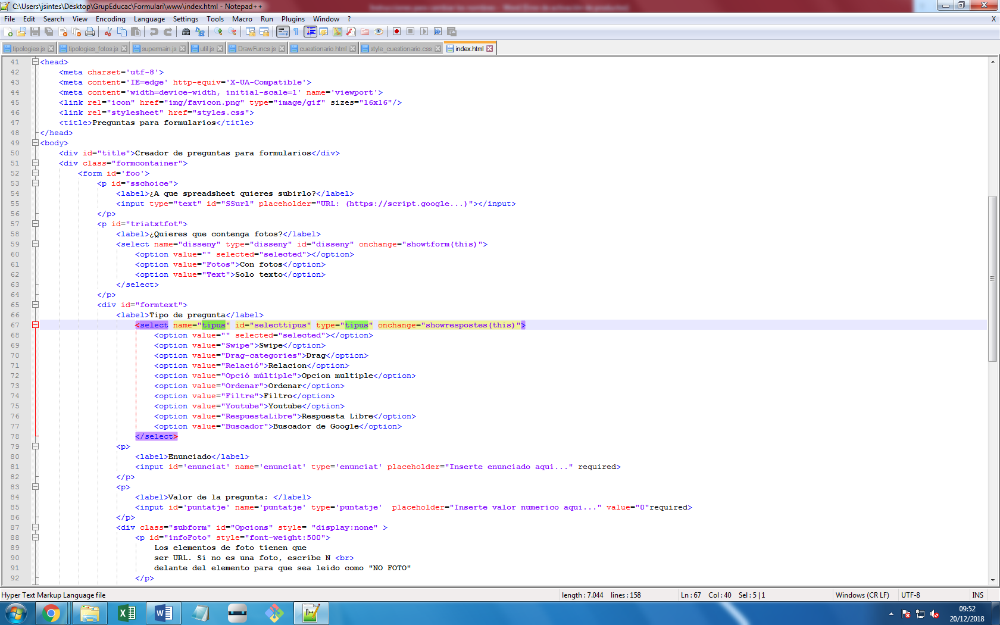 C:\Users\jsintes\Desktop\GrupEducac\Formulari\www\index.html - Notepad++
File Edit Search View Encoding Language Settings Tools Macro Run Plugins Window ? X
tipologies.js tipologies_fotos.js supermain.js util.js DrawFuncs.js cuestionario.html style_cuestionario.css index.html
41 <head>
42 <meta charset='utf-8'>
43 <meta content='IE=edge' http-equiv='X-UA-Compatible'>
44 <meta content='width=device-width, initial-scale=1' name='viewport'>
45 <link rel="icon" href="img/favicon.png" type="image/gif" sizes="16x16"/>
46 <link rel="stylesheet" href="styles.css">
47 <title>Preguntas para formularios</title>
48 </head>
49 <body>
50 <div id="title">Creador de preguntas para formularios</div>
51 <div class="formcontainer">
52 <form id='foo'>
53 <p id="sschoice">
54 <label>¿A que spreadsheet quieres subirlo?</label>
55 <input type="text" id="SSurl" placeholder="URL: (https://script.google...)"></input>
56 </p>
57 <p id="triatxtfot">
58 <label>¿Quieres que contenga fotos?</label>
59 <select name="disseny" type="disseny" id="disseny" onchange="showtform(this)">
60 <option value="" selected="selected"></option>
61 <option value="Fotos">Con fotos</option>
62 <option value="Text">Solo texto</option>
63 </select>
64 </p>
65 <div id="formtext">
66 <label>Tipo de pregunta</label>
67 <select name="tipus" id="selecttipus" type="tipus" onchange="showrespostes(this)">
68 <option value="" selected="selected"></option>
69 <option value="Swipe">Swipe</option>
70 <option value="Drag-categories">Drag</option>
71 <option value="Relació">Relacion</option>
72 <option value="Opció múltiple">Opcion multiple</option>
73 <option value="Ordenar">Ordenar</option>
74 <option value="Filtre">Filtro</option>
75 <option value="Youtube">Youtube</option>
76 <option value="RespuestaLibre">Respuesta Libre</option>
77 <option value="Buscador">Buscador de Google</option>
78 </select>
79 <p>
80 <label>Enunciado</label>
81 <input id='enunciat' name='enunciat' type='enunciat' placeholder="Inserte enunciado aqui..." required>
82 </p>
83 <p>
84 <label>Valor de la pregunta: </label>
85 <input id='puntatje' name='puntatje' type='puntatje'  placeholder="Inserte valor numerico aqui..." value="0"required>
86 </p>
87 <div class="subform" id="Opcions" style= "display:none" >
88 <p id="infoFoto" style="font-weight:500">
89 Los elementos de foto tienen que
90 ser URL. Si no es una foto, escribe N <br>
91 delante del elemento para que sea leido como "NO FOTO"
92 </p>
Hyper Text Markup Language file length : 7.044 lines : 158 Ln : 67 Col : 40 Sel : 5 | 1 Windows (CR LF) UTF-8 INS
09:52
20/12/2018